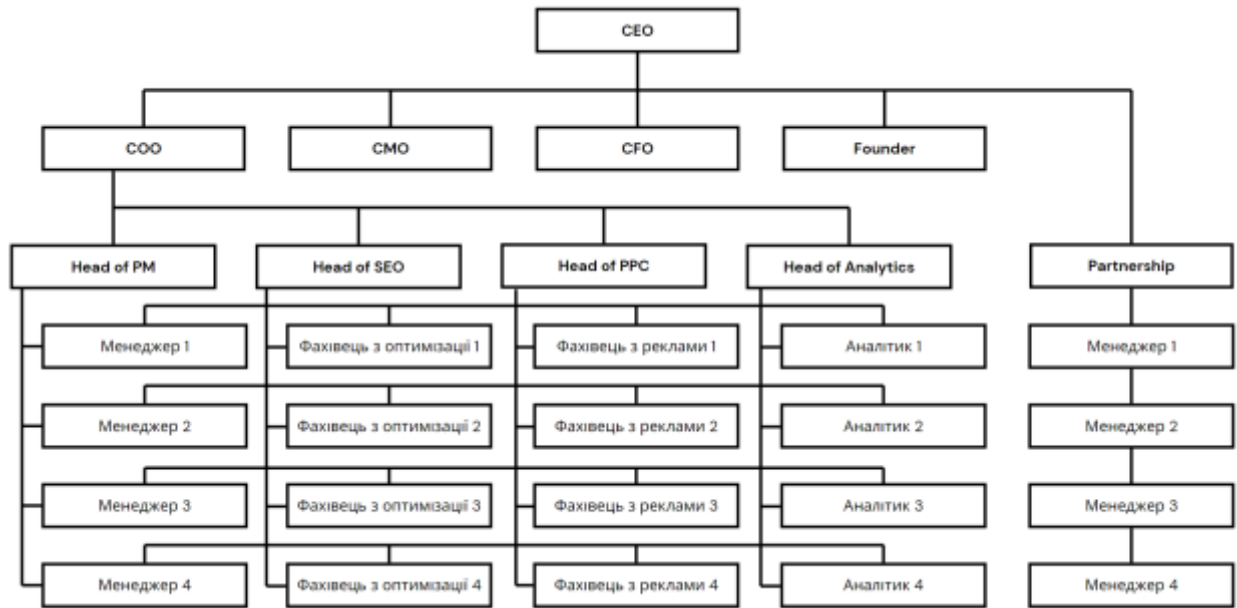 CEO
COO
CMO
CFO
Founder
Head of PM
Head of SEO
Head of PPC
Head of Analytics
Partnership
Менеджер 1
Фахівець з оптимізації 1
Фахівець з реклами 1
Аналітик 1
Менеджер 1
Менеджер 2
Фахівець з оптимізації 2
Фахівець з реклами 2
Аналітик 2
Менеджер 2
Менеджер 3
Фахівець з оптимізації 3
Фахівець з реклами 3
Аналітик 3
Менеджер 3
Менеджер 4
Фахівець з оптимізації 4
Фахівець з реклами 4
Аналітик 4
Менеджер 4